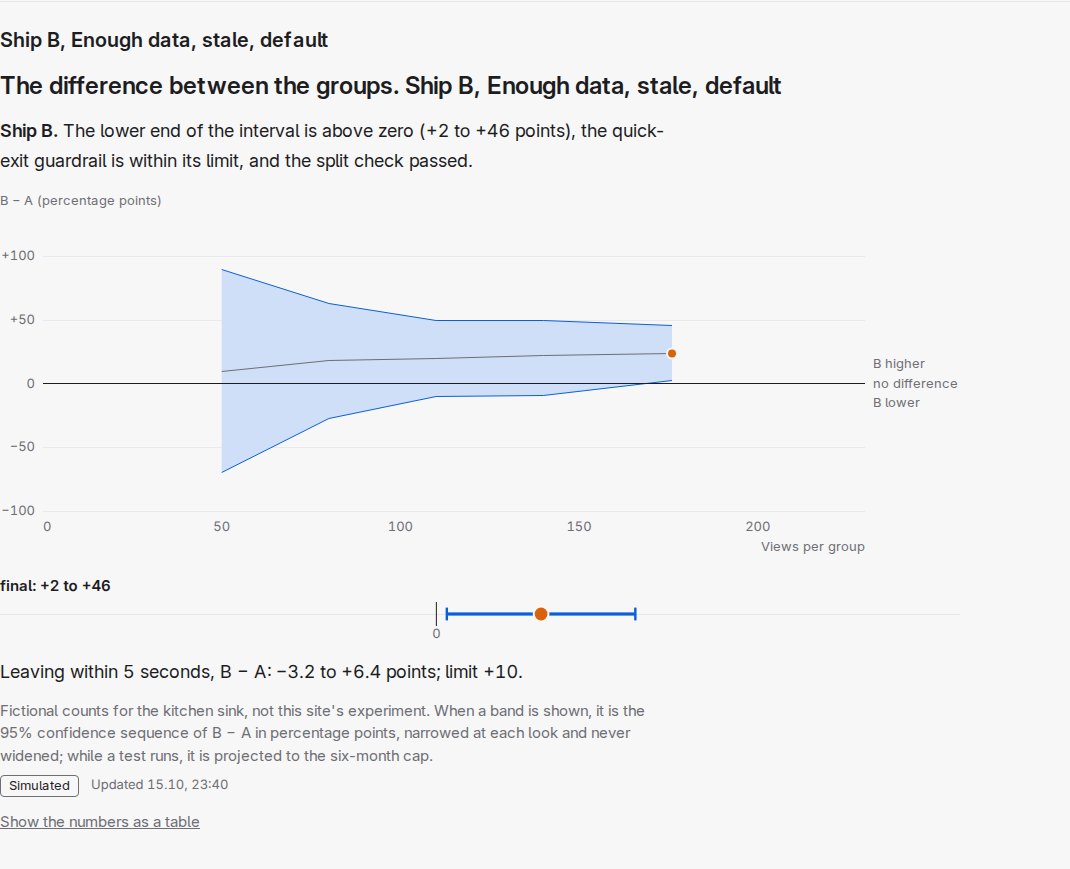 Ship B, Enough data, stale, default
The difference between the groups. Ship B, Enough data, stale, default
Ship B. The lower end of the interval is above zero (+2 to +46 points), the quick-
exit guardrail is within its limit, and the split check passed.
B − A (percentage points)
+100
+50
0
−50
−100
B higher
no difference
B lower
0 50 100 150 200
Views per group
final: +2 to +46
0
Leaving within 5 seconds, B − A: −3.2 to +6.4 points; limit +10.
Fictional counts for the kitchen sink, not this site's experiment. When a band is shown, it is the
95% confidence sequence of B − A in percentage points, narrowed at each look and never
widened; while a test runs, it is projected to the six-month cap.
Simulated Updated 15.10, 23:40
Show the numbers as a table